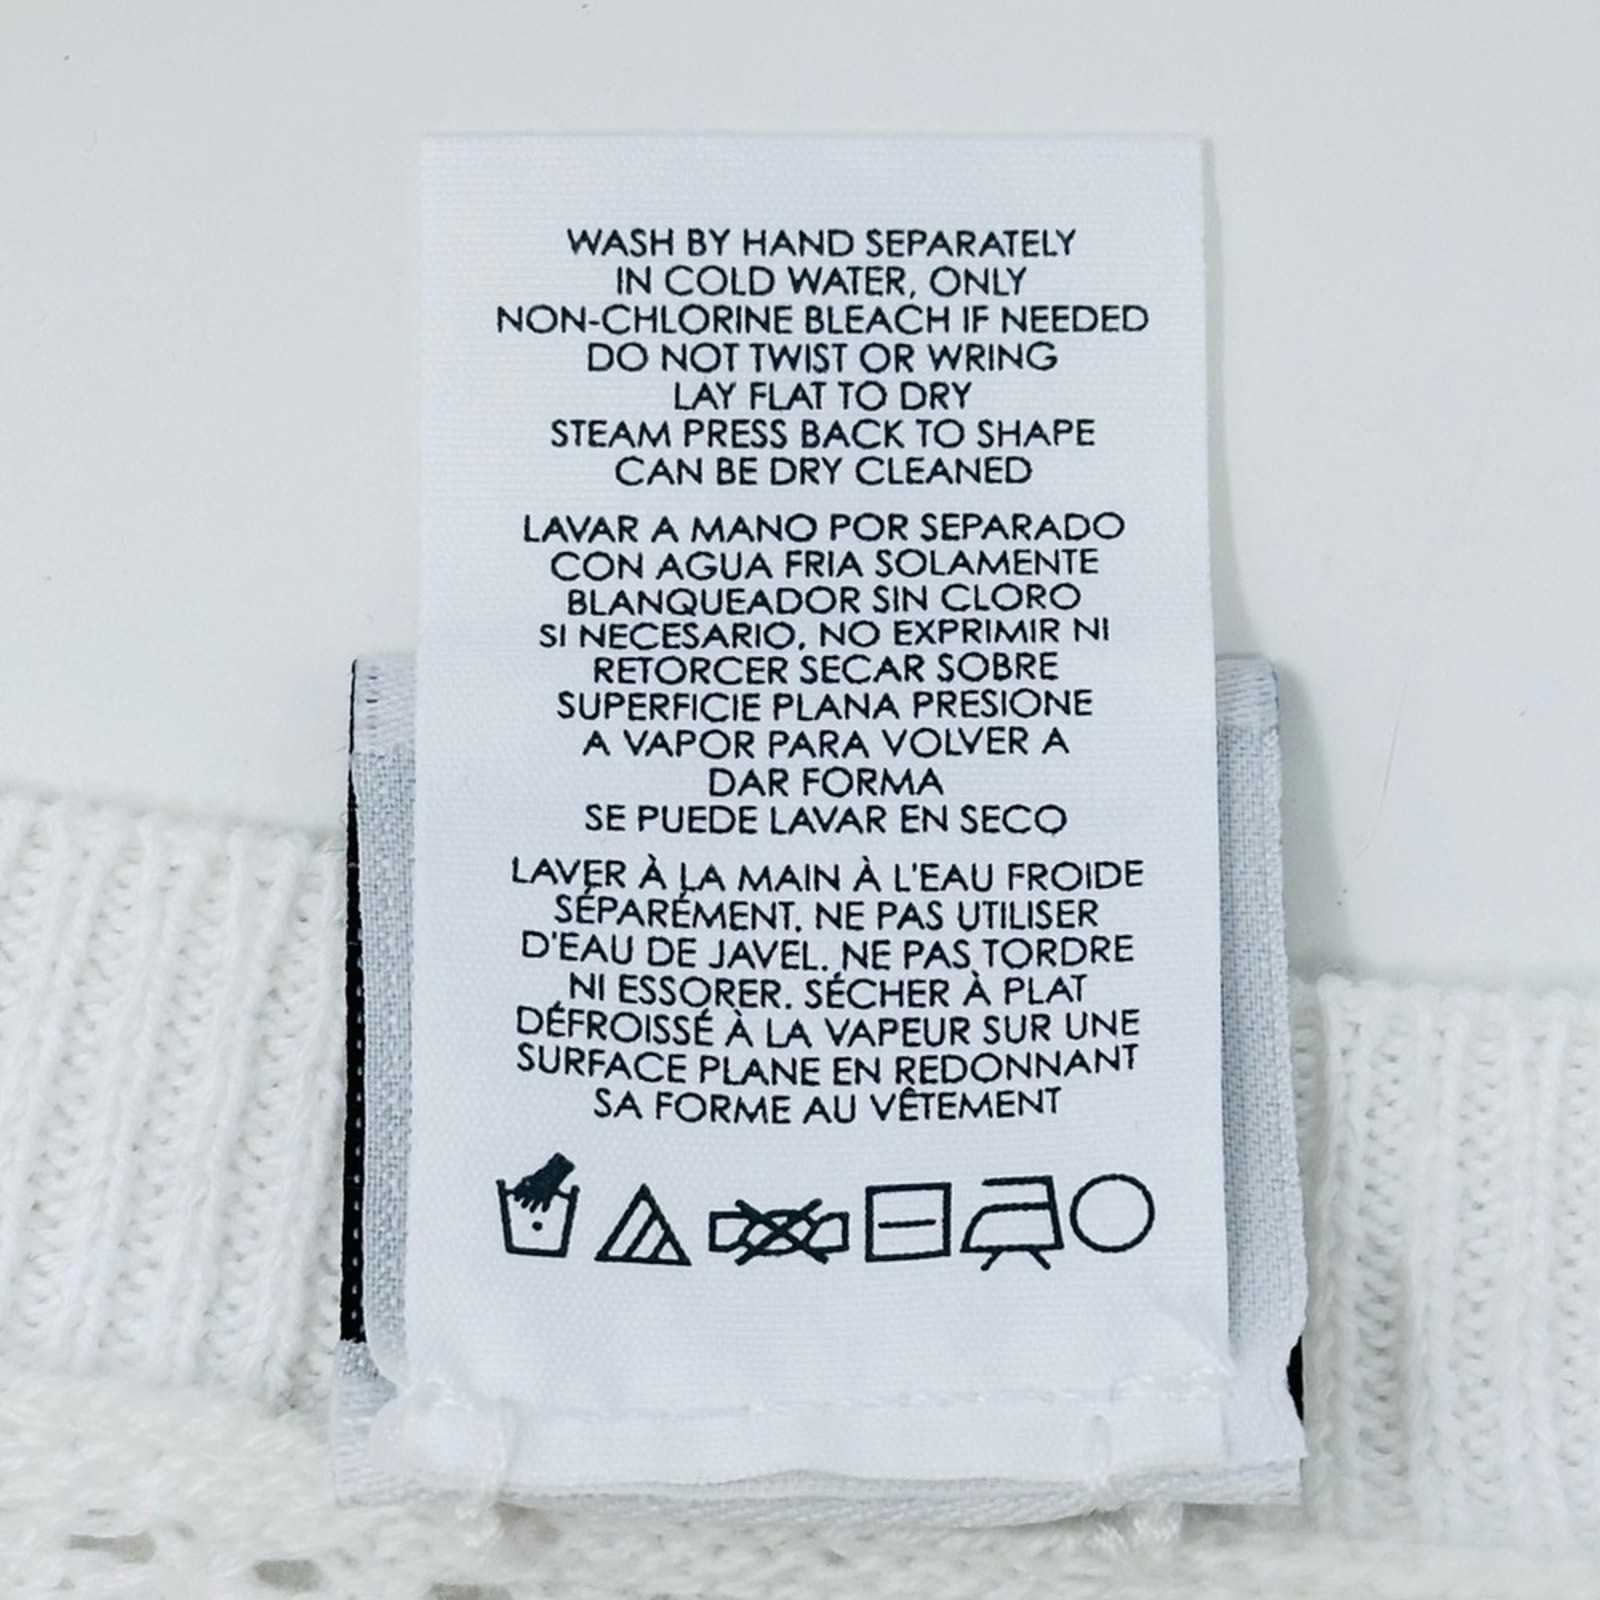 WASH BY HAND SEPARATELY
IN COLD WATER, ONLY
NON-CHLORINE BLEACH IF NEEDED
DO NOT TWIST OR WRING
LAY FLAT TO DRY
STEAM PRESS BACK TO SHAPE
CAN BE DRY CLEANED
LAVAR A MANO POR SEPARADO
CON AGUA FRIA SOLAMENTE
BLANQUEADOR SIN CLORO
SI NECESARIO. NO EXPRIMIR NI
RETORCER SECAR SOBRE
SUPERFICIE PLANA PRESIONE
A VAPOR PARA VOLVER A
DAR FORMA
SE PUEDE LAVAR EN SECO
LAVER À LA MAIN À L'EAU FROIDE
SÉPARÉMENT. NE PAS UTILISER
D'EAU DE JAVEL. NE PAS TORDRE
NI ESSORER. SÉCHER À PLAT
DÉFROISSÉ À LA VAPEUR SUR UNE
SURFACE PLANE EN REDONNANT
SA FORME AU VÊTEMENT